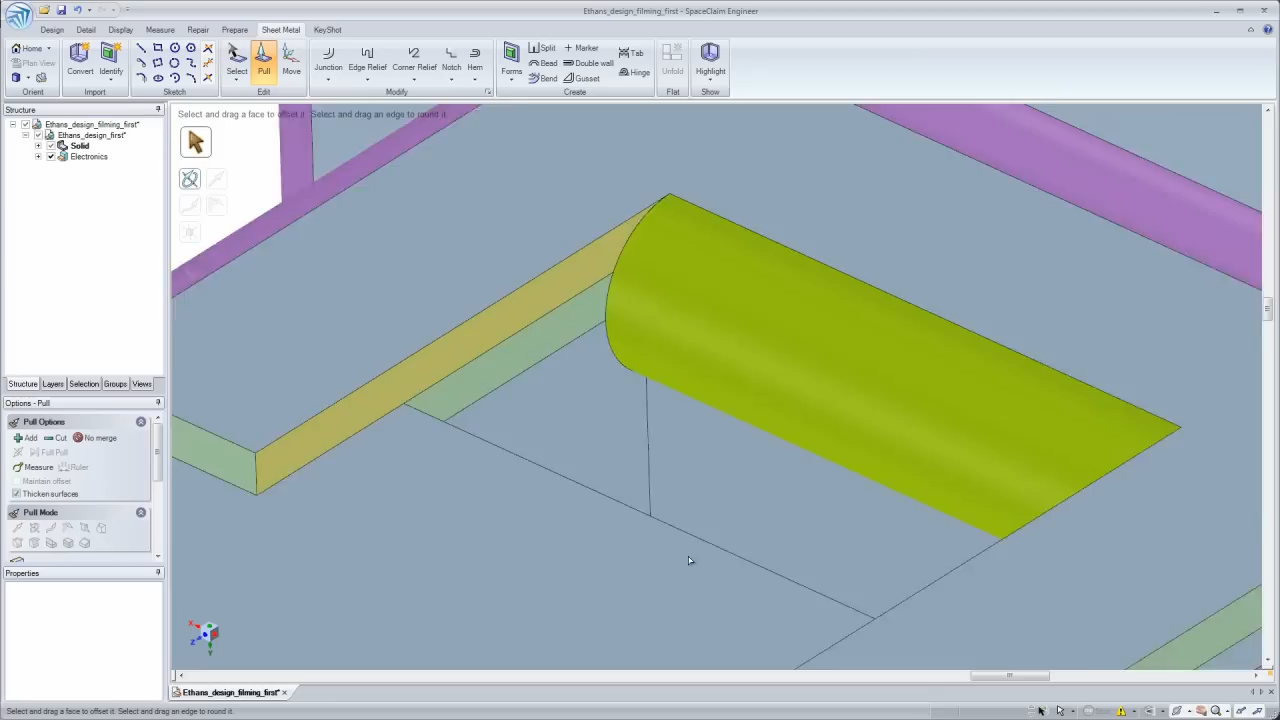 Ethans_design_filming_first - SpaceClaim Engineer
Design Detail Display Measure Repair Prepare Sheet Metal KeyShot
Home
Plan View
Orient
Convert Identify
Import
Sketch
Select Pull Move
Edit
Junction Edge Relief Corner Relief Notch Hem
Modify
Forms
Split Marker Tab
Bead Double wall
Hinge
Bend Gusset
Create
Unfold
Flat
Highlight
Show
Structure
Ethans_design_filming_first*
Ethans_design_first*
Solid
Electronics
Select and drag a face to offset it. Select and drag an edge to round it.
Structure Layers Selection Groups Views
Options - Pull
Pull Options
Add Cut No merge
Full Pull
Measure Ruler
Maintain offset
Thicken surfaces
Pull Mode
Properties
X
Z
Y
Ethans_design_filming_first*
Select and drag a face to offset it. Select and drag an edge to round it.